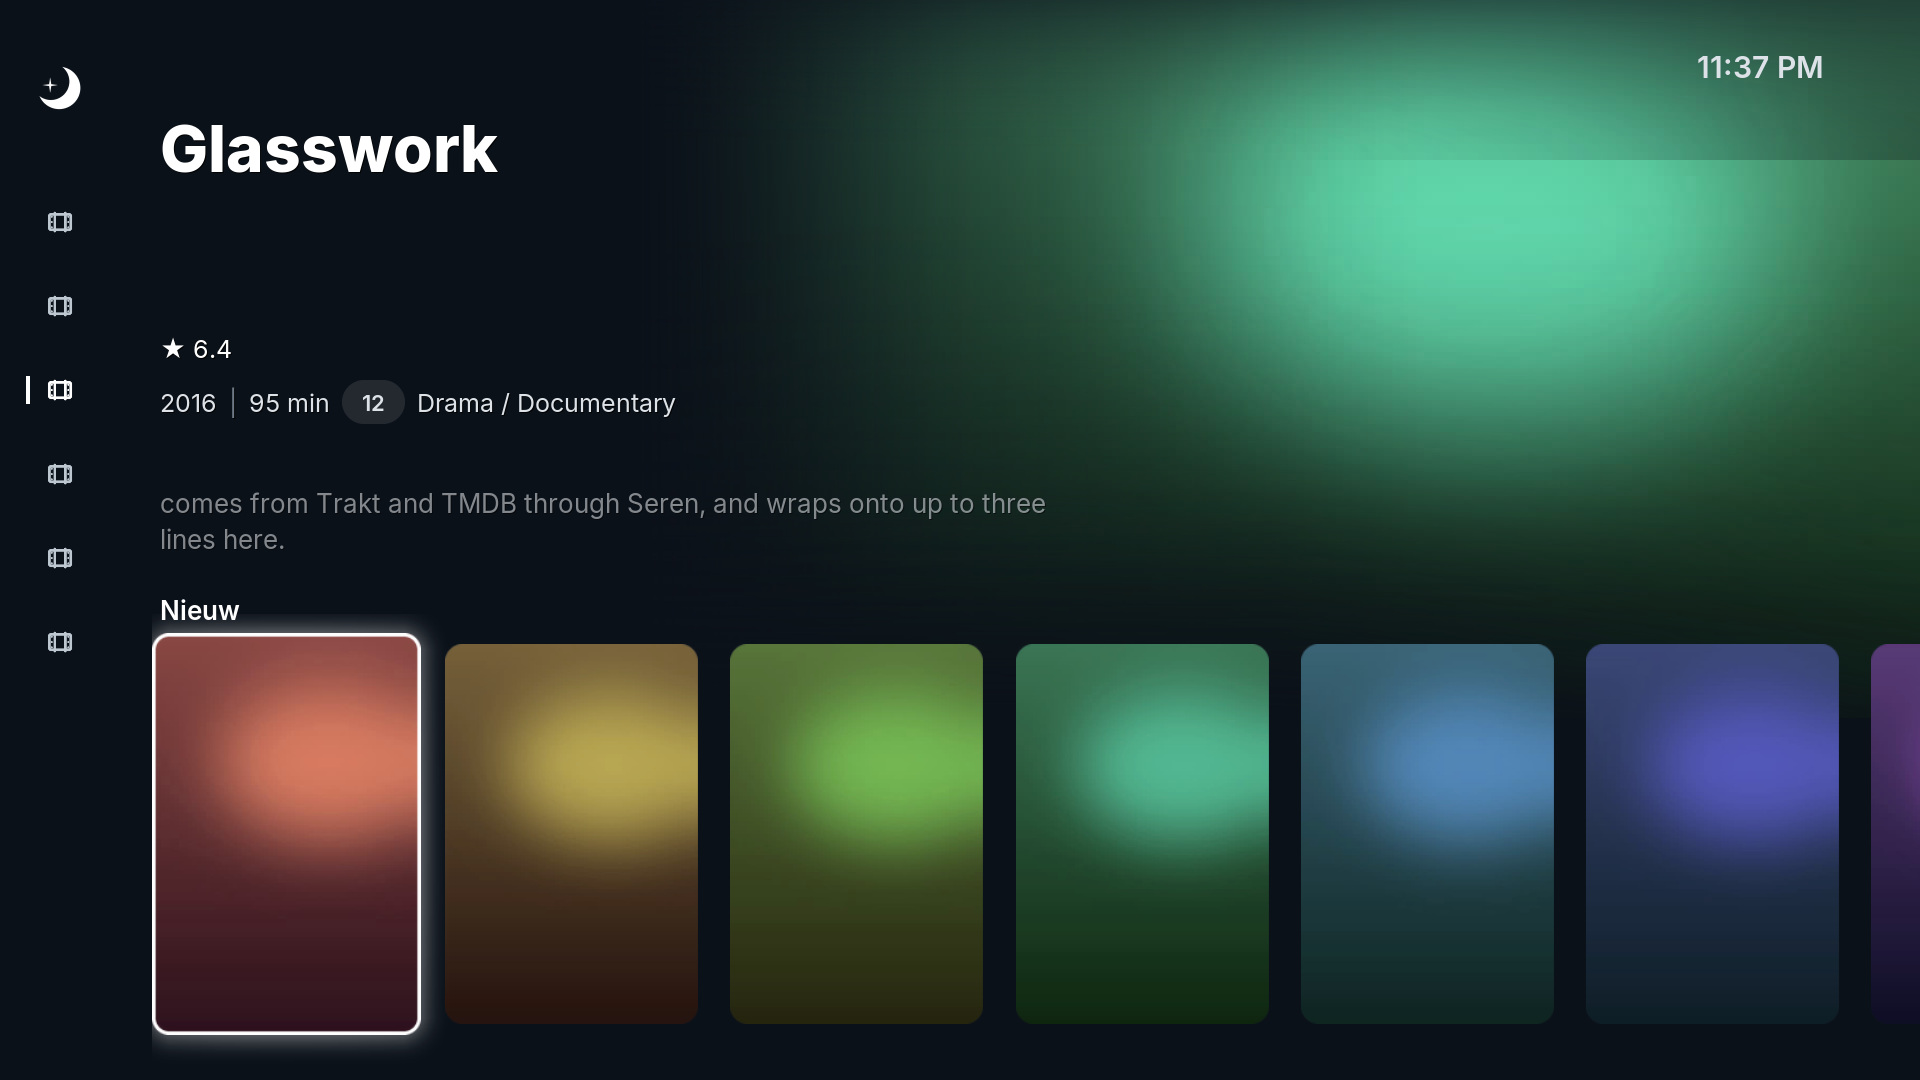 11:37 PM
Glasswork
★ 6.4
2016 | 95 min 12 Drama / Documentary
comes from Trakt and TMDB through Seren, and wraps onto up to three
lines here.
Nieuw